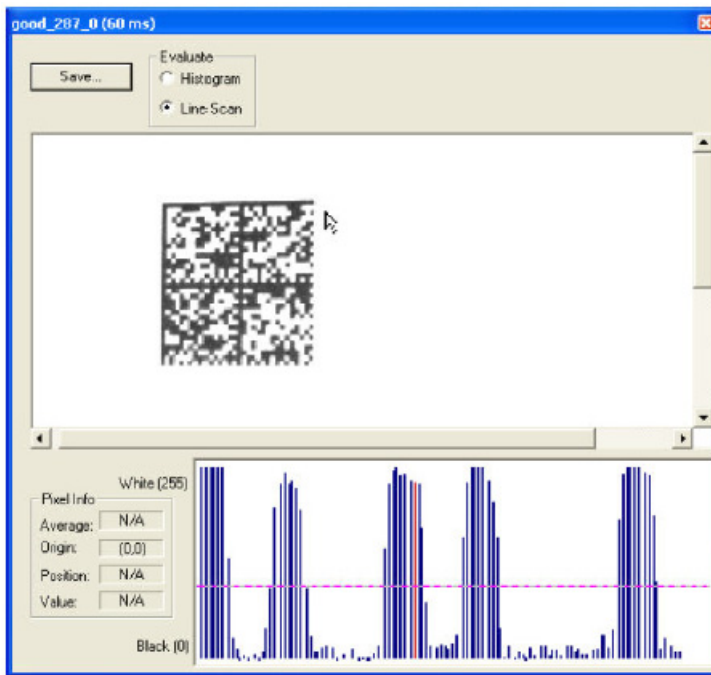 good_287_0 (60 ms)
Save...
Evaluate
Histogram
Line Scan
White (255)
Pixel Info
Average: N/A
Origin: (0,0)
Position: N/A
Value: N/A
Black (0)